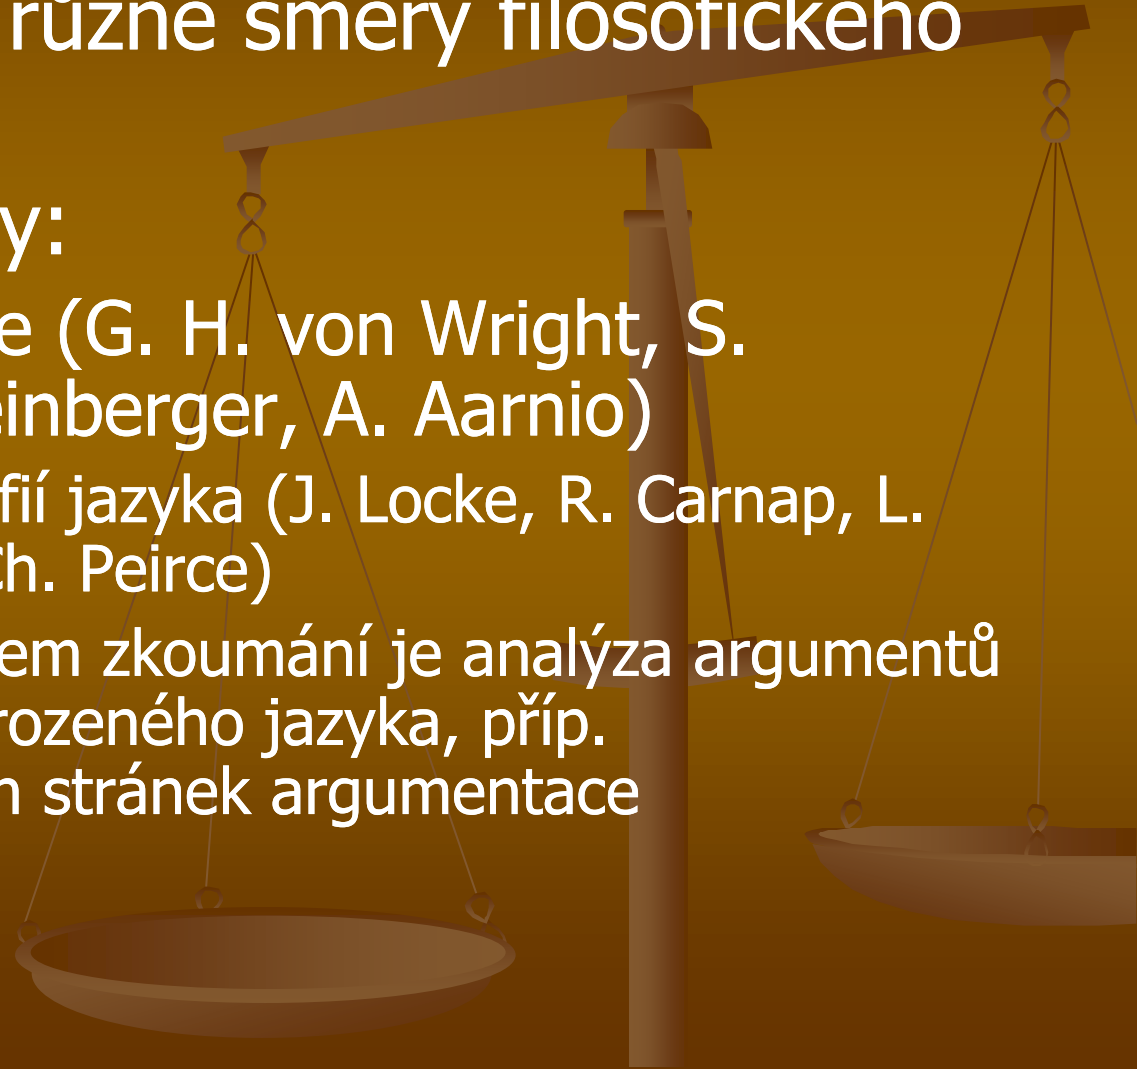 různé směry filosofického
y:
e (G. H. von Wright, S.
einberger, A. Aarnio)
fií jazyka (J. Locke, R. Carnap, L.
Ch. Peirce)
em zkoumání je analýza argumentů
rozeného jazyka, příp.
h stránek argumentace